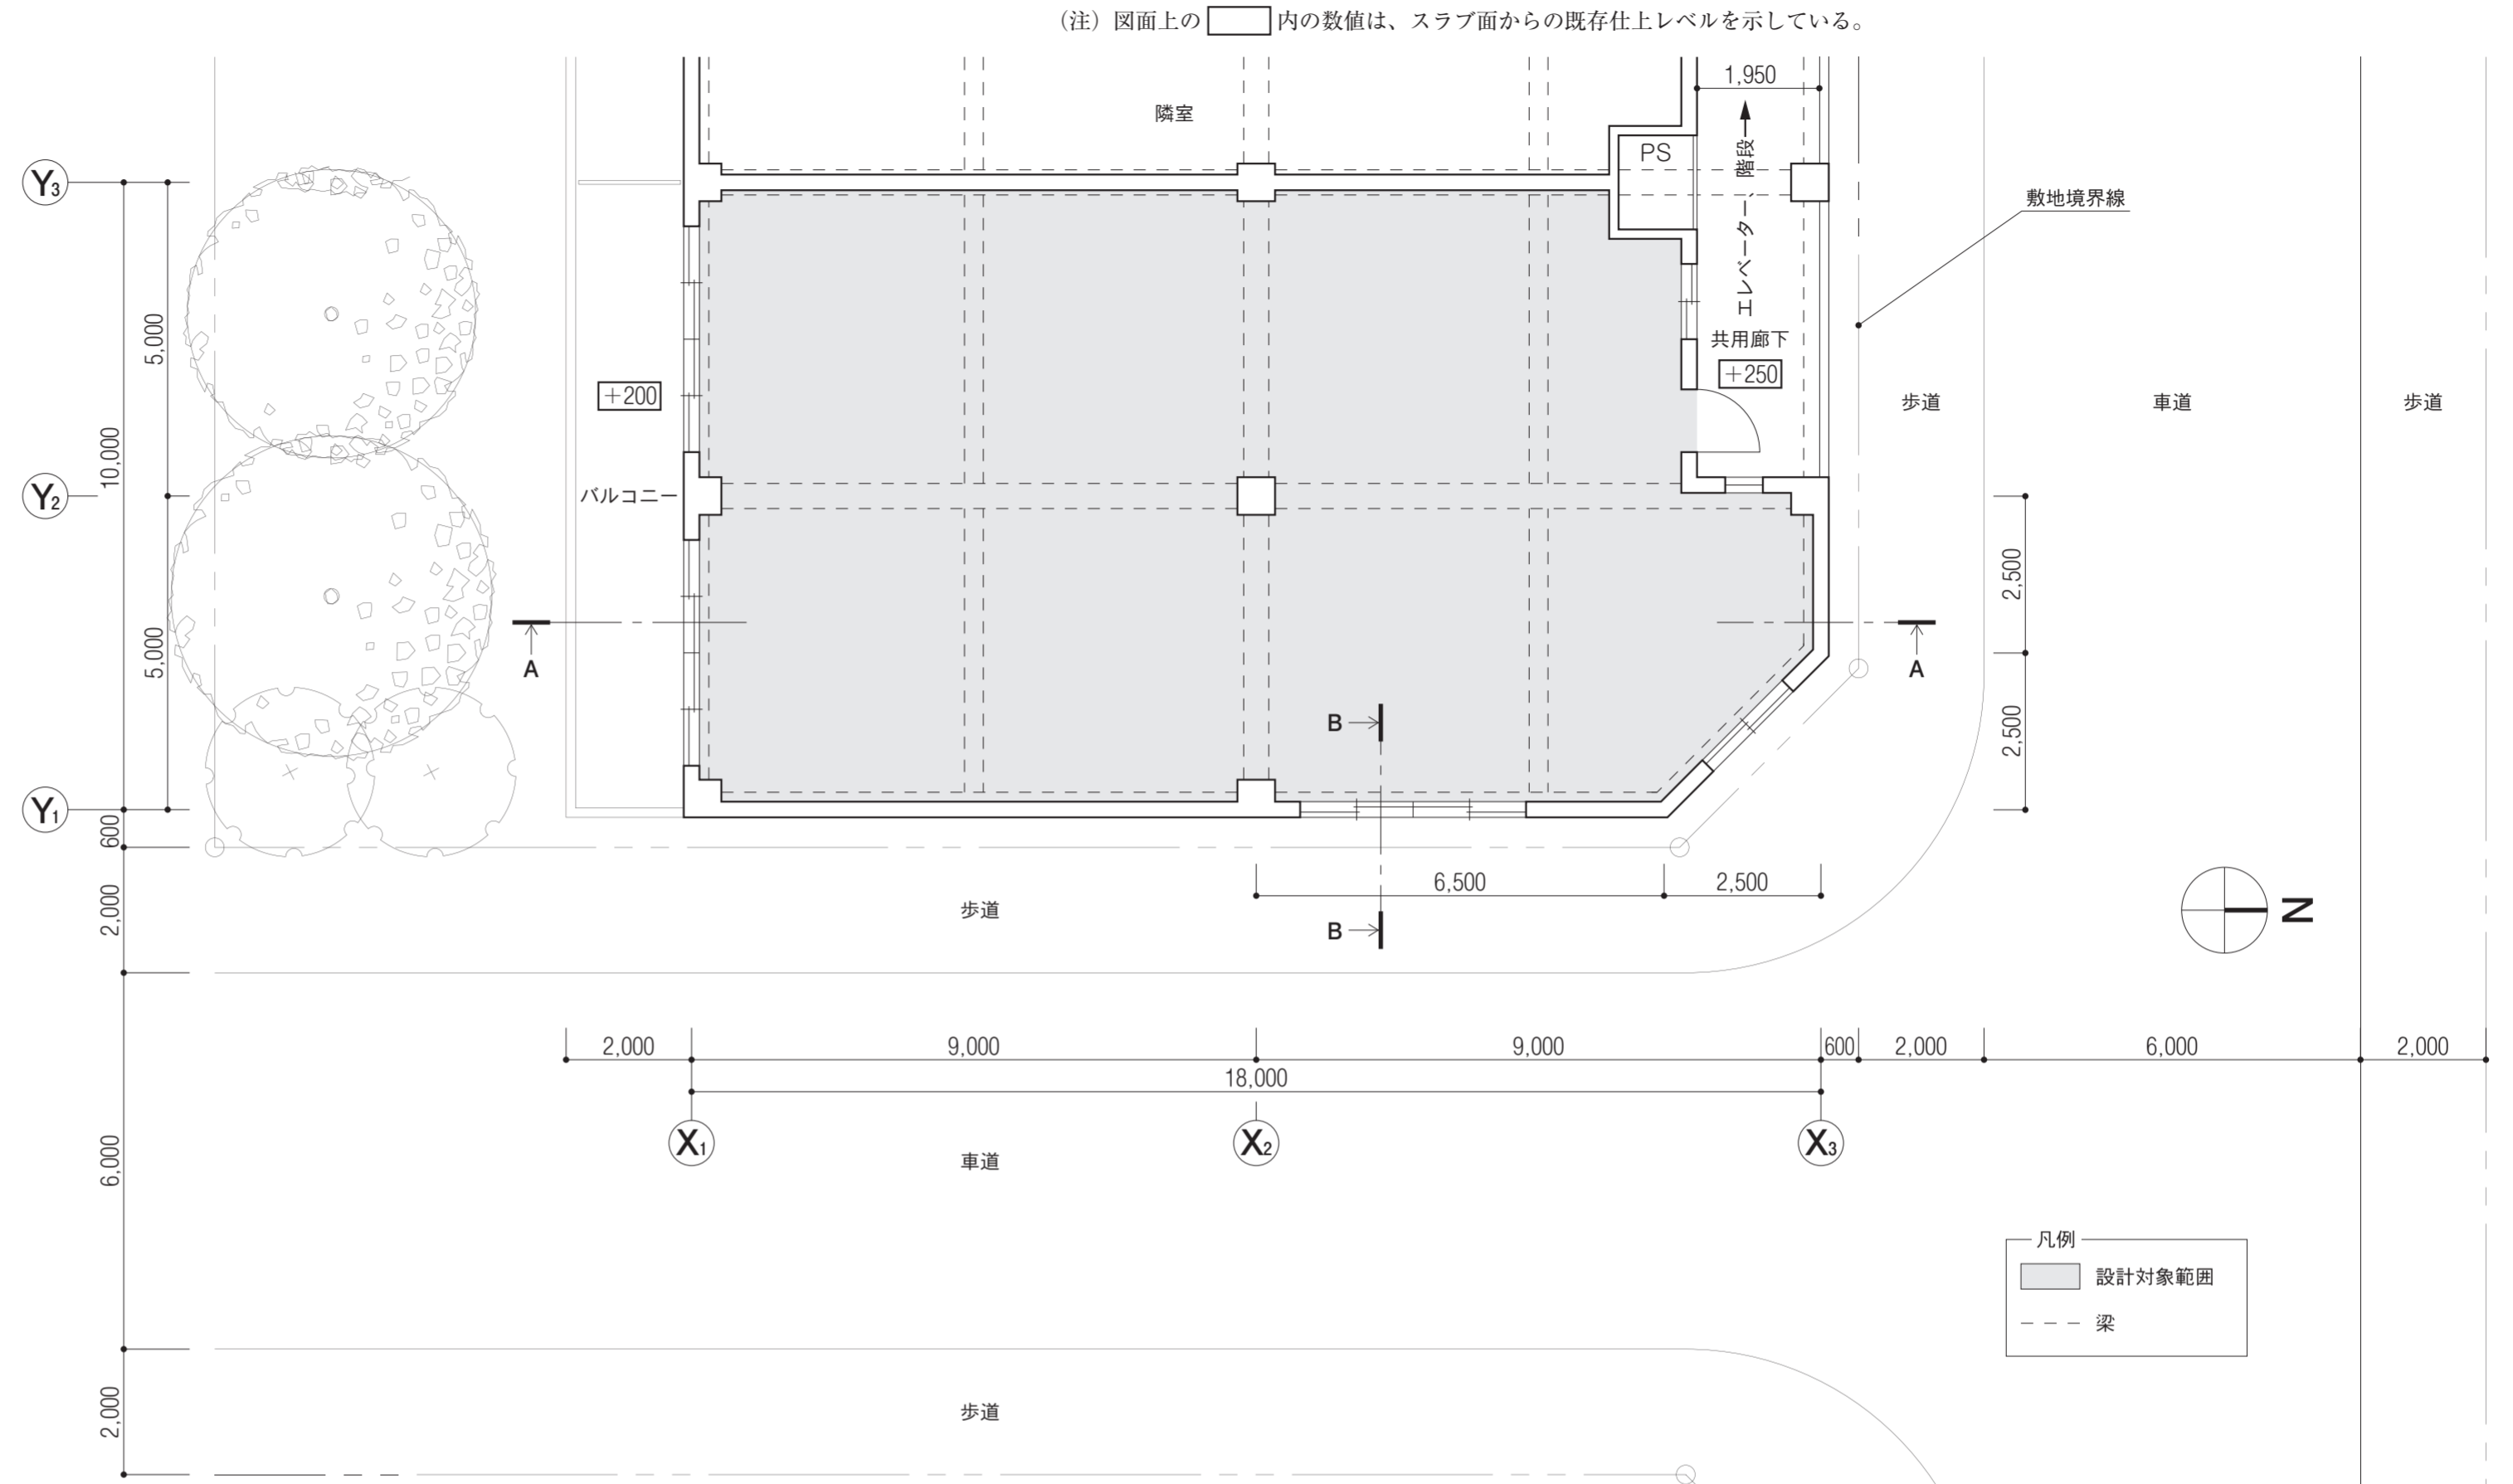 （注）図面上の　　　内の数値は、スラブ面からの既存仕上レベルを示している。
1,950
隣室
PS
エレベーター、階段
Y3
敷地境界線
5,000
共用廊下
+250
+200
歩道
車道
歩道
10,000
バルコニー
Y2
2,500
A
A
5,000
B
2,500
Y1
600
6,500
2,500
2,000
歩道
B
N
2,000
9,000
9,000
600
2,000
6,000
2,000
18,000
X1
X2
X3
6,000
車道
凡例
設計対象範囲
梁
2,000
歩道